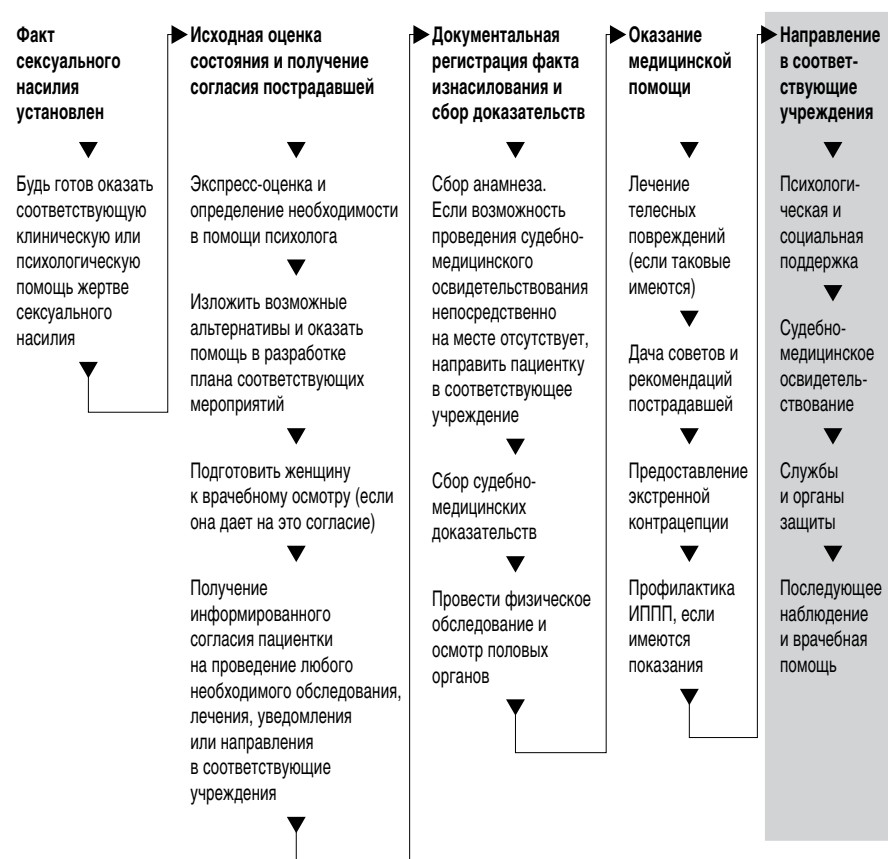 Факт
сексуального
насилия
установлен
Будь готов оказать
соответствующую
клиническую или
психологическую
помощь жертве
сексуального
насилия
Исходная оценка
состояния и получение
согласия пострадавшей
Экспресс-оценка и
определение необходимости
в помощи психолога
Изложить возможные
альтернативы и оказать
помощь в разработке
плана соответствующих
мероприятий
Подготовить женщину
к врачебному осмотру (если
она дает на это согласие)
Получение
информированного
согласия пациентки
на проведение любого
необходимого обследования,
лечения, уведомления
или направления
в соответствующие
учреждения
Документальная
регистрация факта
изнасилования и
сбор доказательств
Сбор анамнеза.
Если возможность
проведения судебно-
медицинского
освидетельствования
непосредственно
на месте отсутствует,
направить пациентку
в соответствующее
учреждение
Сбор судебно-
медицинских
доказательств
Провести физическое
обследование и
осмотр половых
органов
Оказание
медицинской
помощи
Лечение
телесных
повреждений
(если таковые
имеются)
Дача советов и
рекомендаций
пострадавшей
Предоставление
экстренной
контрацепции
Профилактика
ИППП, если
имеются
показания
Направление
в соответ-
ствующие
учреждения
Психологи-
ческая и
социальная
поддержка
Судебно-
медицинское
освидетель-
ствование
Службы
и органы
защиты
Последующее
наблюдение
и врачебная
помощь